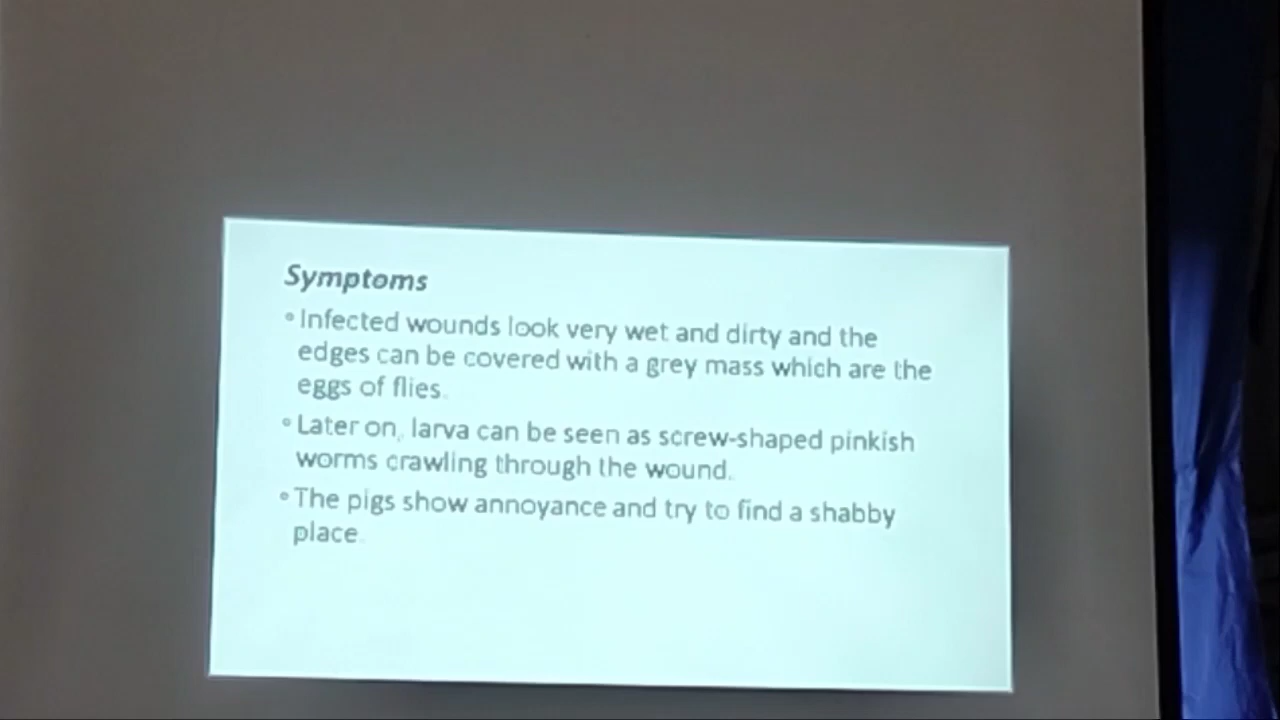 Symptoms
• Infected wounds look very wet and dirty and the
edges can be covered with a grey mass which are the
eggs of flies.
• Later on, larva can be seen as screw-shaped pinkish
worms crawling through the wound.
• The pigs show annoyance and try to find a shabby
place.